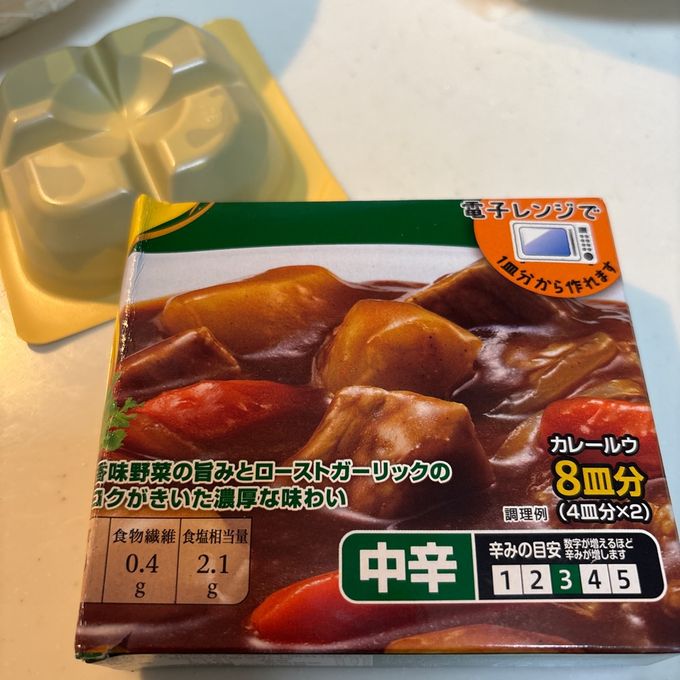 電子レンジで
1皿分から作れます
香味野菜の旨みとローストガーリックの
コクがきいた濃厚な味わい
カレールウ
8皿分
(4皿分×2)
調理例
食物繊維 食塩相当量
0.4 2.1
g g
中辛
辛みの目安 数字が増えるほど
辛みが増します
1 2 3 4 5